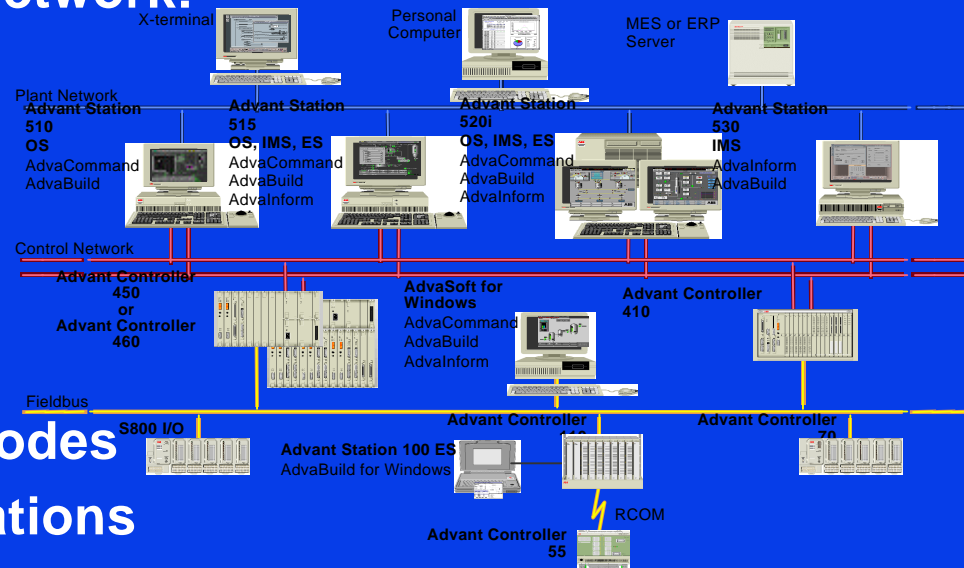 X-terminal
Personal
Computer
MES or ERP
Server
Plant Network
Advant Station
510
OS
AdvaCommand
AdvaBuild
Advant Station
515
OS, IMS, ES
AdvaCommand
AdvaBuild
AdvaInform
Advant Station
520i
OS, IMS, ES
AdvaCommand
AdvaBuild
AdvaInform
Advant Station
530
IMS
AdvaInform
AdvaBuild
Control Network
Advant Controller
450
or
Advant Controller
460
AdvaSoft for
Windows
AdvaCommand
AdvaBuild
AdvaInform
Advant Controller
410
Fieldbus
S800 I/O
Advant Controller
Advant Controller
70
Advant Station 100 ES
AdvaBuild for Windows
RCOM
Advant Controller
55